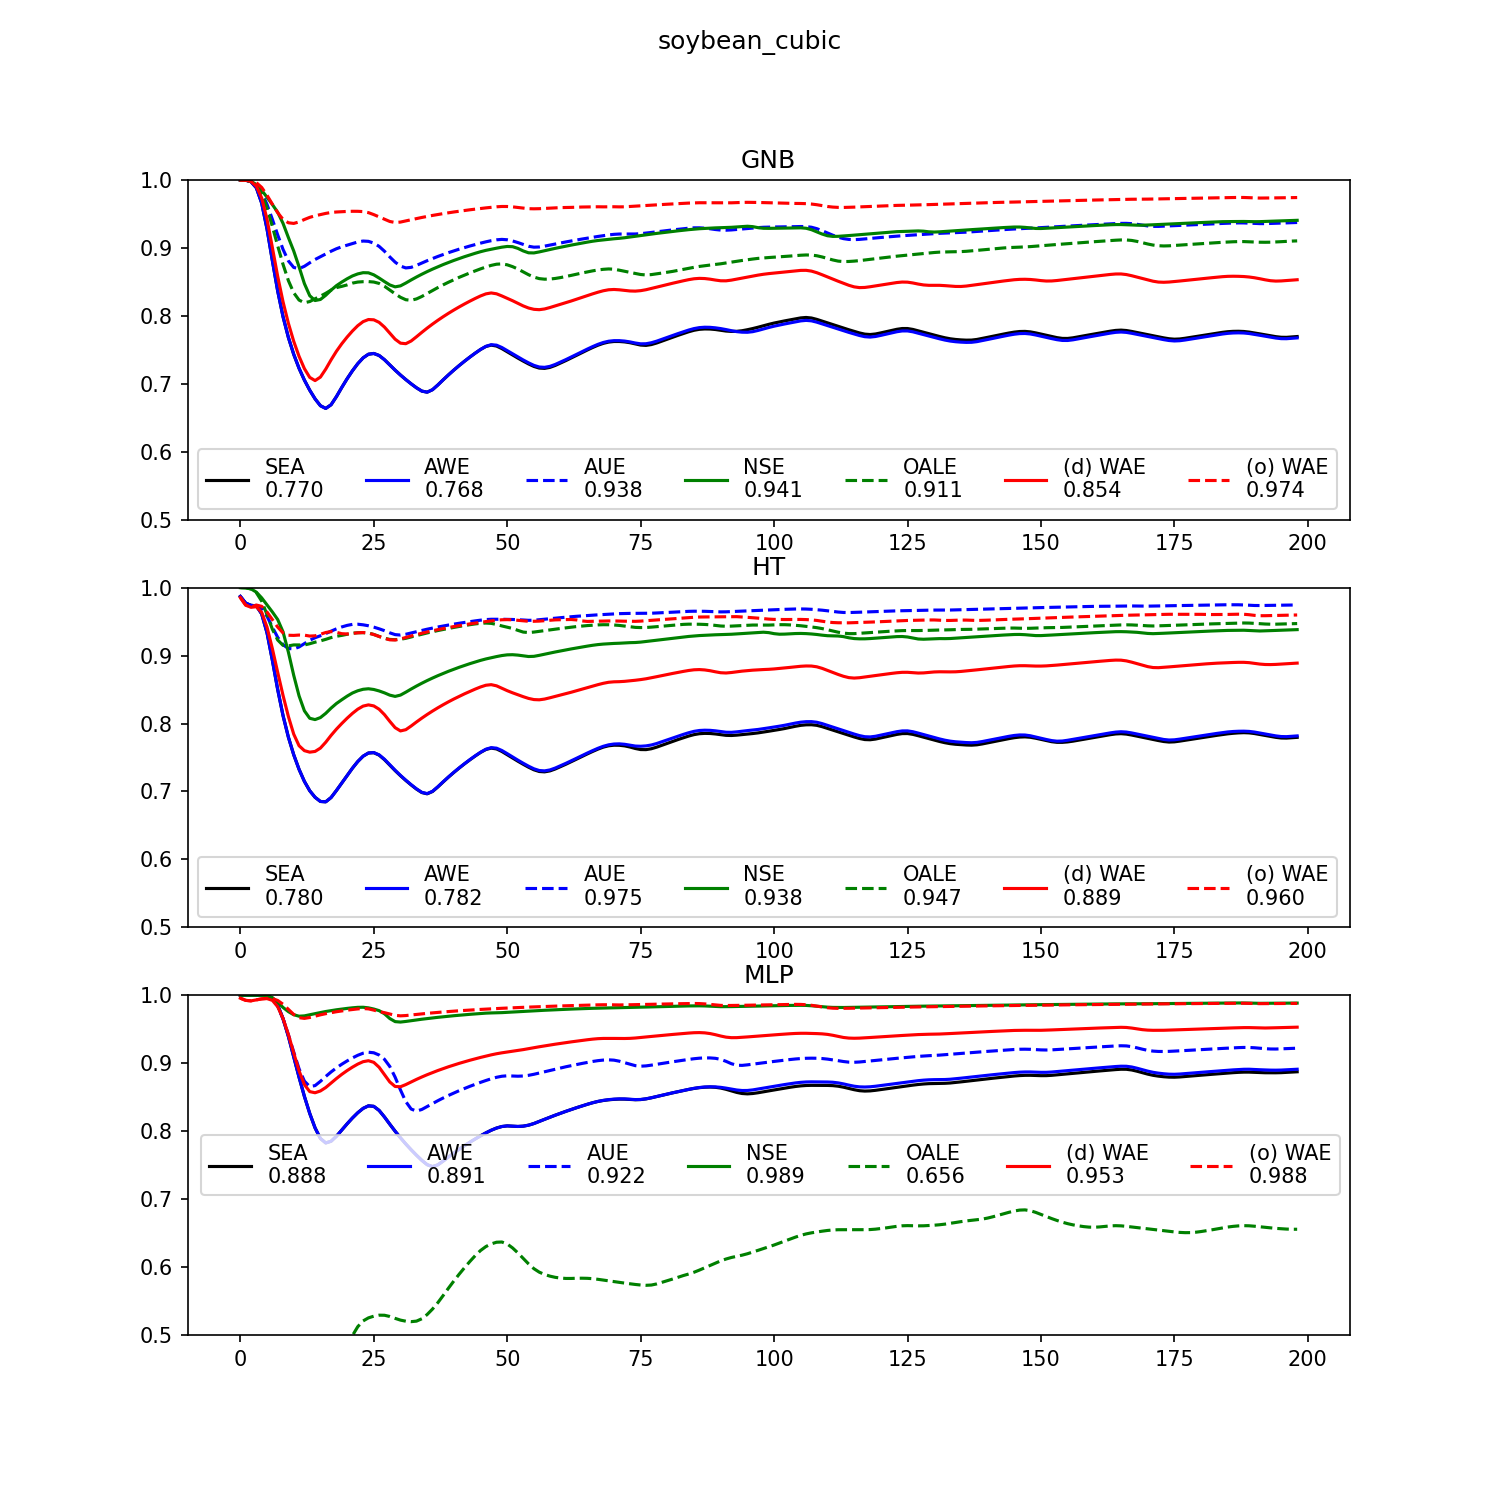 soybean_cubic
GNB
1.0
0.9
0.8
0.7
0.6
0.5
SEA AWE AUE NSE OALE (d) WAE (o) WAE
0.770 0.768 0.938 0.941 0.911 0.854 0.974
0 25 50 75 100 125 150 175 200
HT
1.0
0.9
0.8
0.7
0.6
0.5
SEA AWE AUE NSE OALE (d) WAE (o) WAE
0.780 0.782 0.975 0.938 0.947 0.889 0.960
0 25 50 75 100 125 150 175 200
MLP
1.0
0.9
0.8
0.7
0.6
0.5
SEA AWE AUE NSE OALE (d) WAE (o) WAE
0.888 0.891 0.922 0.989 0.656 0.953 0.988
0 25 50 75 100 125 150 175 200